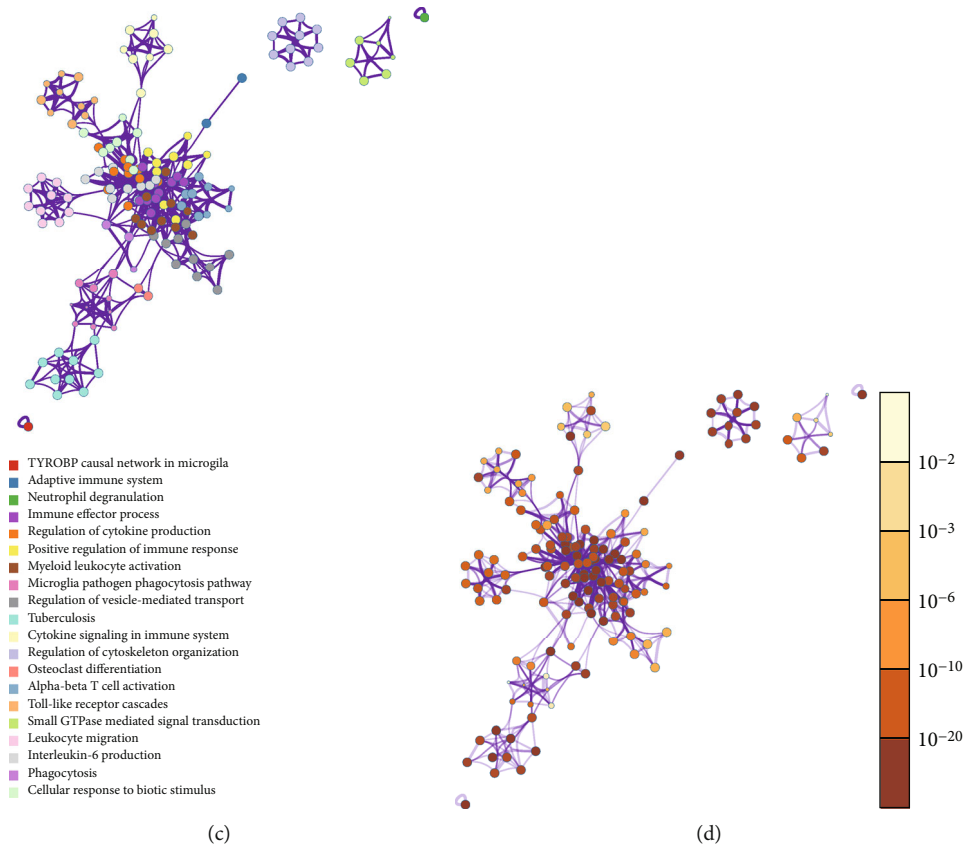 TYROBP causal network in microgila
Adaptive immune system
Neutrophil degranulation
Immune effector process
Regulation of cytokine production
Positive regulation of immune response
Myeloid leukocyte activation
Microglia pathogen phagocytosis pathway
Regulation of vesicle-mediated transport
Tuberculosis
Cytokine signaling in immune system
Regulation of cytoskeleton organization
Osteoclast differentiation
Alpha-beta T cell activation
Toll-like receptor cascades
Small GTPase mediated signal transduction
Leukocyte migration
Interleukin-6 production
Phagocytosis
Cellular response to biotic stimulus
(c)
10⁻²
10⁻³
10⁻⁶
10⁻¹⁰
10⁻²⁰
(d)